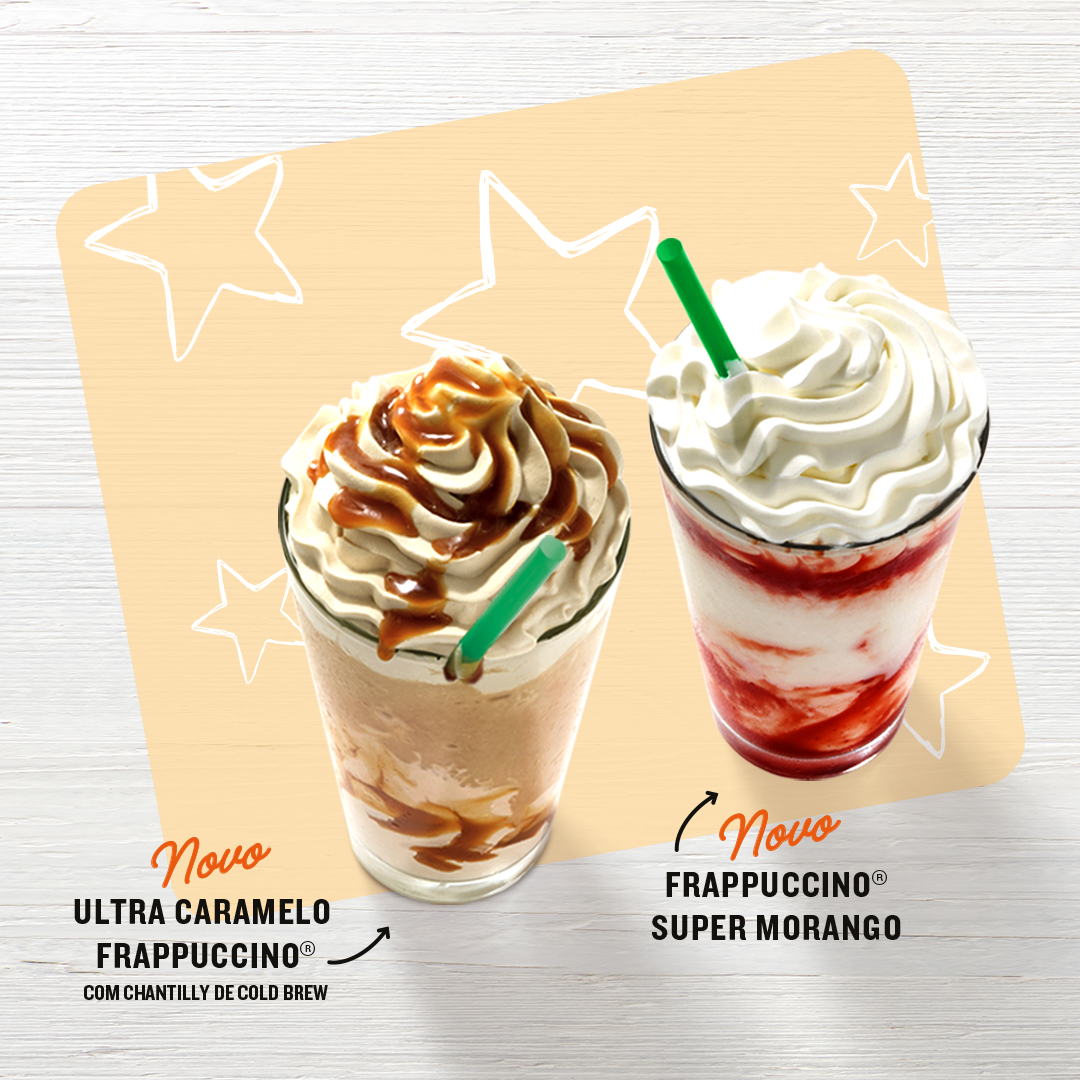 Novo
ULTRA CARAMELO
FRAPPUCCINO®
COM CHANTILLY DE COLD BREW
Novo
FRAPPUCCINO®
SUPER MORANGO